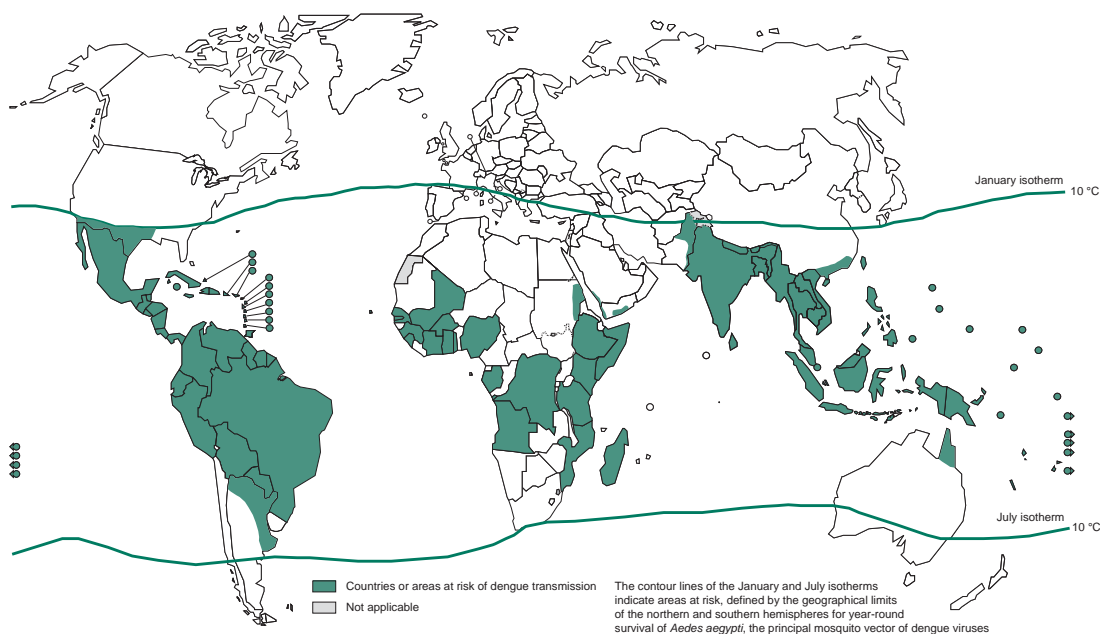 January isotherm
10 °C
July isotherm
10 °C
Countries or areas at risk of dengue transmission
Not applicable
The contour lines of the January and July isotherms
indicate areas at risk, defined by the geographical limits
of the northern and southern hemispheres for year-round
survival of Aedes aegypti, the principal mosquito vector of dengue viruses